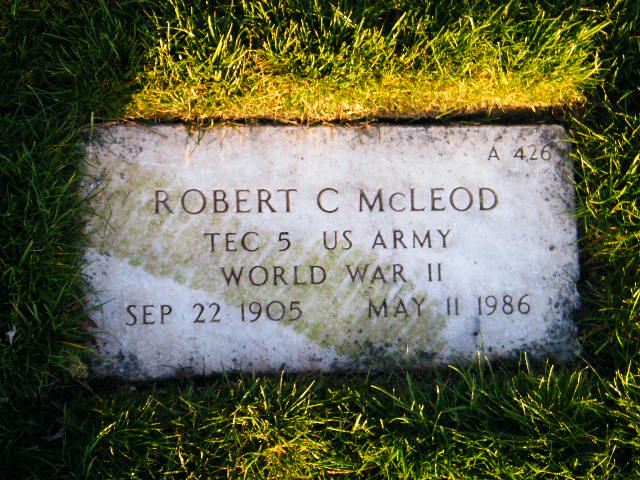 A 426
ROBERT C McLEOD
TEC 5 US ARMY
WORLD WAR II
SEP 22 1905 MAY 11 1986